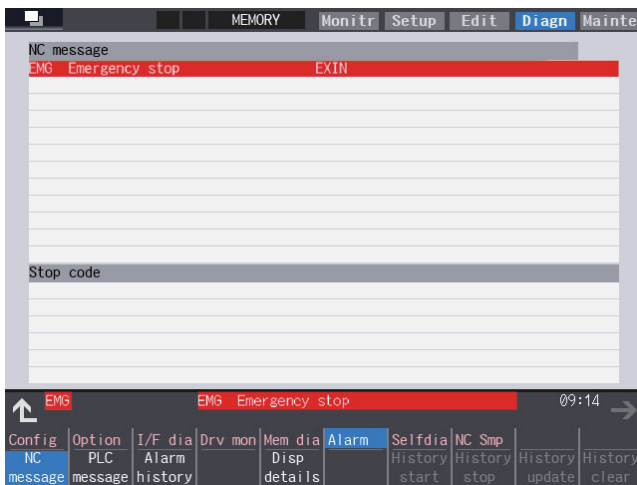 MEMORY Monitr Setup Edit Diagn Mainte
NC message
EMG Emergency stop EXIN
Stop code
EMG EMG Emergency stop 09:14
Config Option I/F dia Drv mon Mem dia Alarm Selfdia NC Smp
NC PLC Alarm Disp History History History History
message message history details start stop update clear